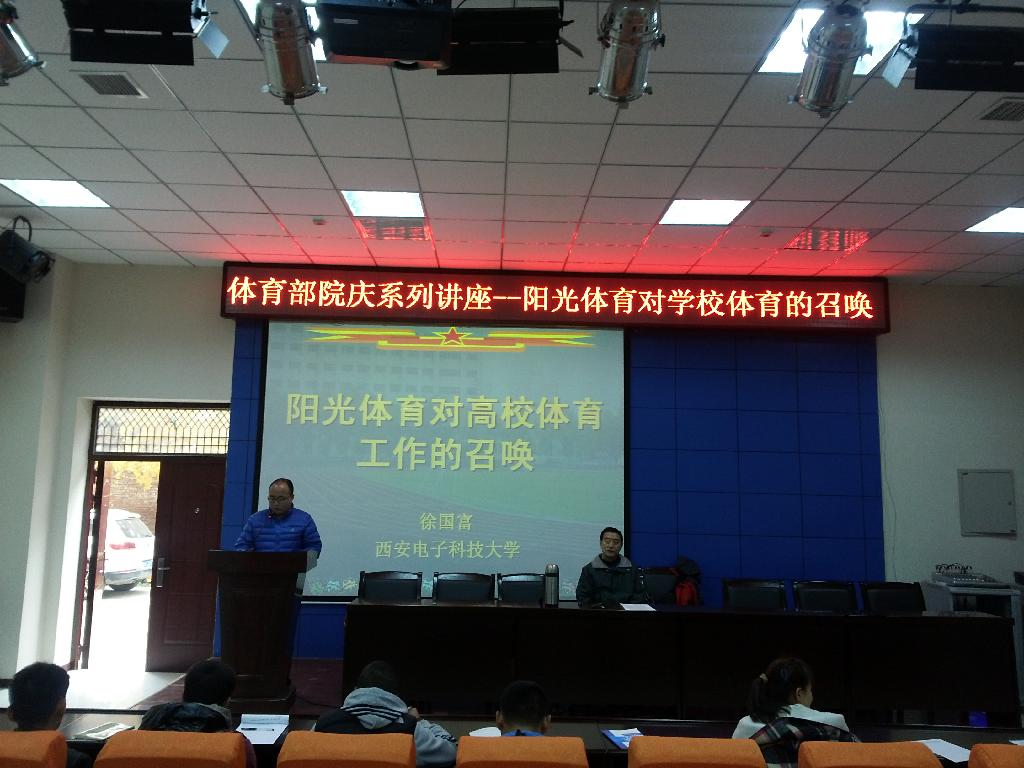 体育部院庆系列讲座--阳光体育对学校体育的召唤
阳光体育对高校体育
工作的召唤
徐国富
西安电子科技大学